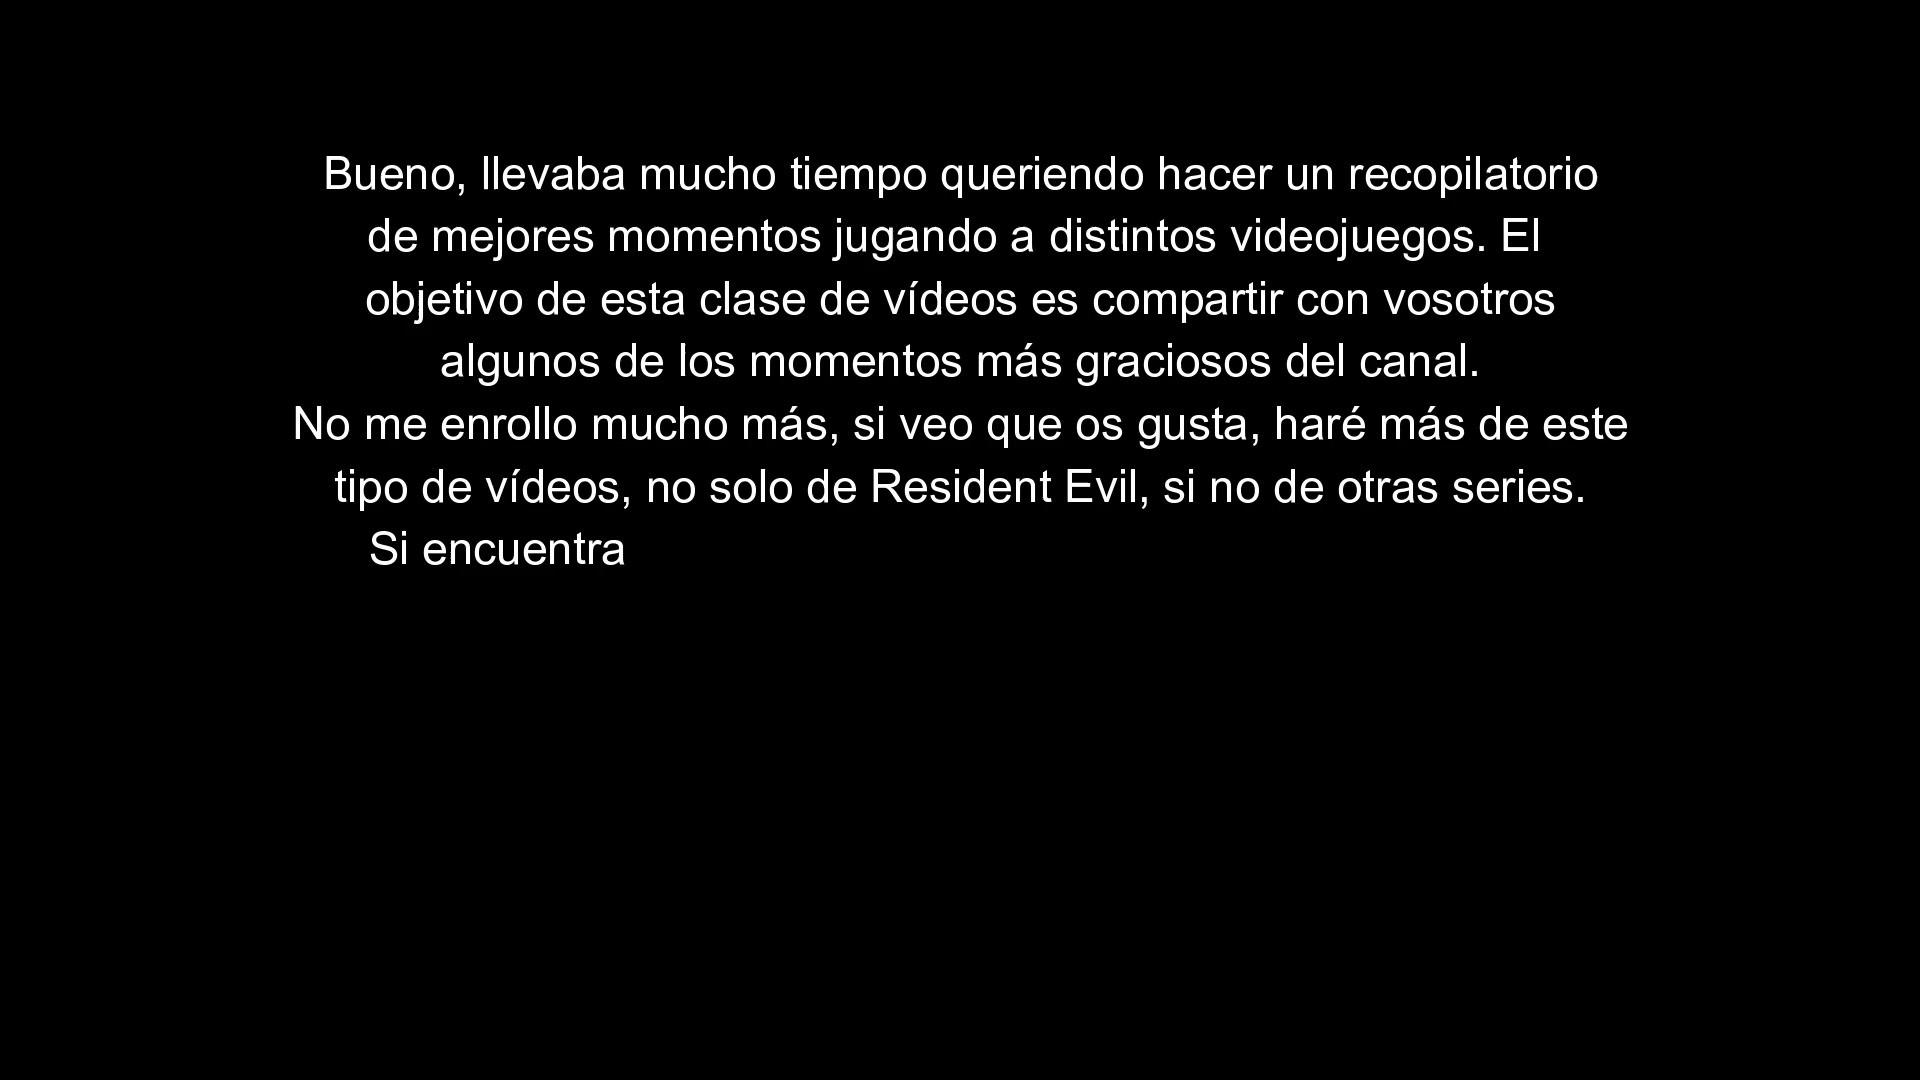 Bueno, llevaba mucho tiempo queriendo hacer un recopilatorio
de mejores momentos jugando a distintos videojuegos. El
objetivo de esta clase de vídeos es compartir con vosotros
algunos de los momentos más graciosos del canal.
No me enrollo mucho más, si veo que os gusta, haré más de este
tipo de vídeos, no solo de Resident Evil, si no de otras series.
Si encuentra